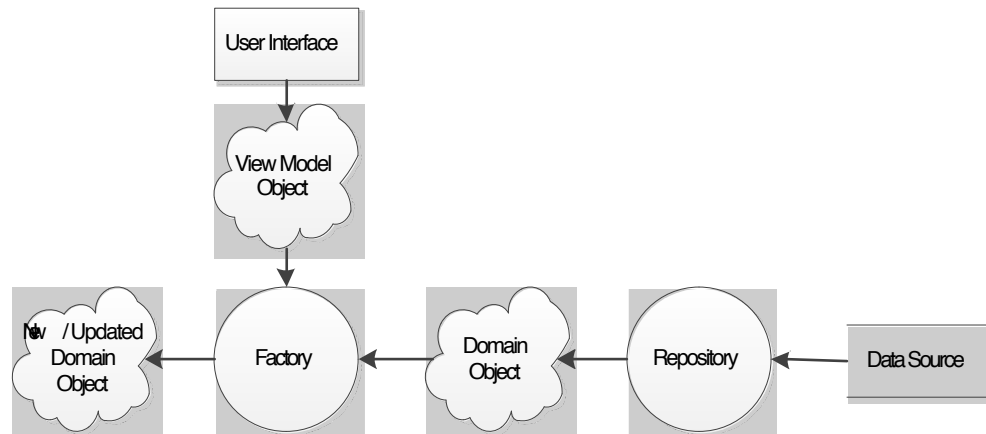 User Interface
View Model
Object
New / Updated
Domain
Object
Factory
Domain
Object
Repository
Data Source